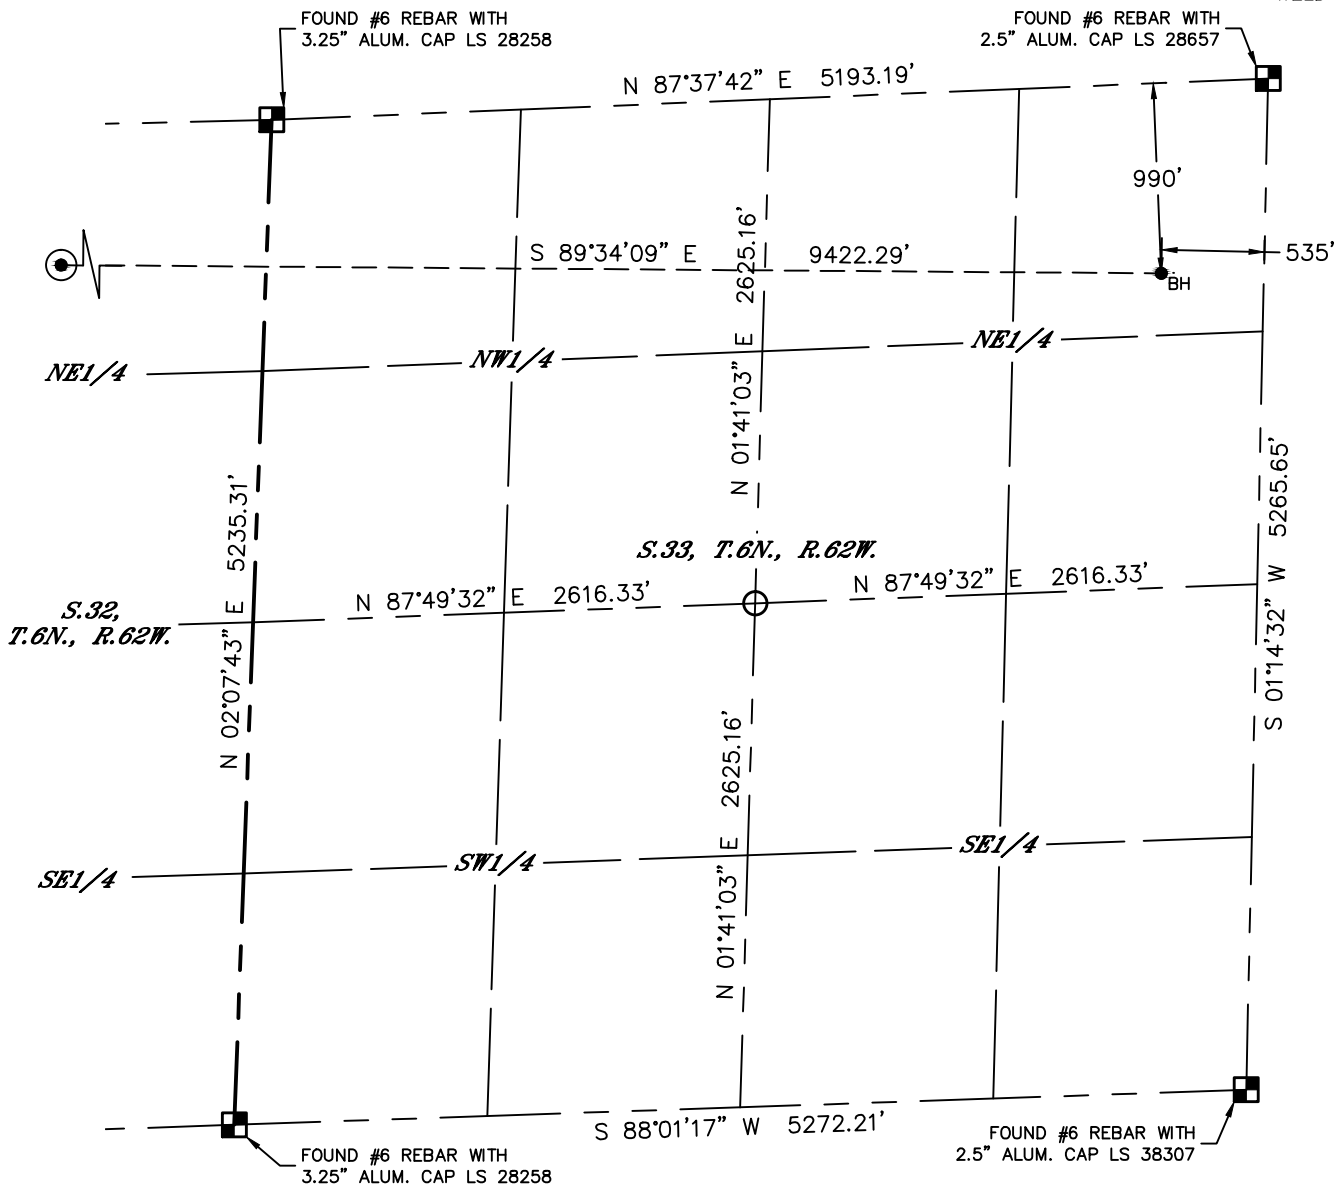 FOUND #6 REBAR WITH
3.25" ALUM. CAP LS 28258
FOUND #6 REBAR WITH
2.5" ALUM. CAP LS 28657
N 87°37'42" E 5193.19'
990'
535'
BH
S 89°34'09" E 9422.29'
N 01°41'03" E 2625.16'
NE1/4
NW1/4
NE1/4
N 02°07'43" E 5235.31'
S.33, T.6N., R.62W.
S.32,
T.6N., R.62W.
N 87°49'32" E 2616.33'
N 87°49'32" E 2616.33'
S 01°14'32" W 5265.65'
N 01°41'03" E 2625.16'
SE1/4
SW1/4
SE1/4
S 88°01'17" W 5272.21'
FOUND #6 REBAR WITH
3.25" ALUM. CAP LS 28258
FOUND #6 REBAR WITH
2.5" ALUM. CAP LS 38307